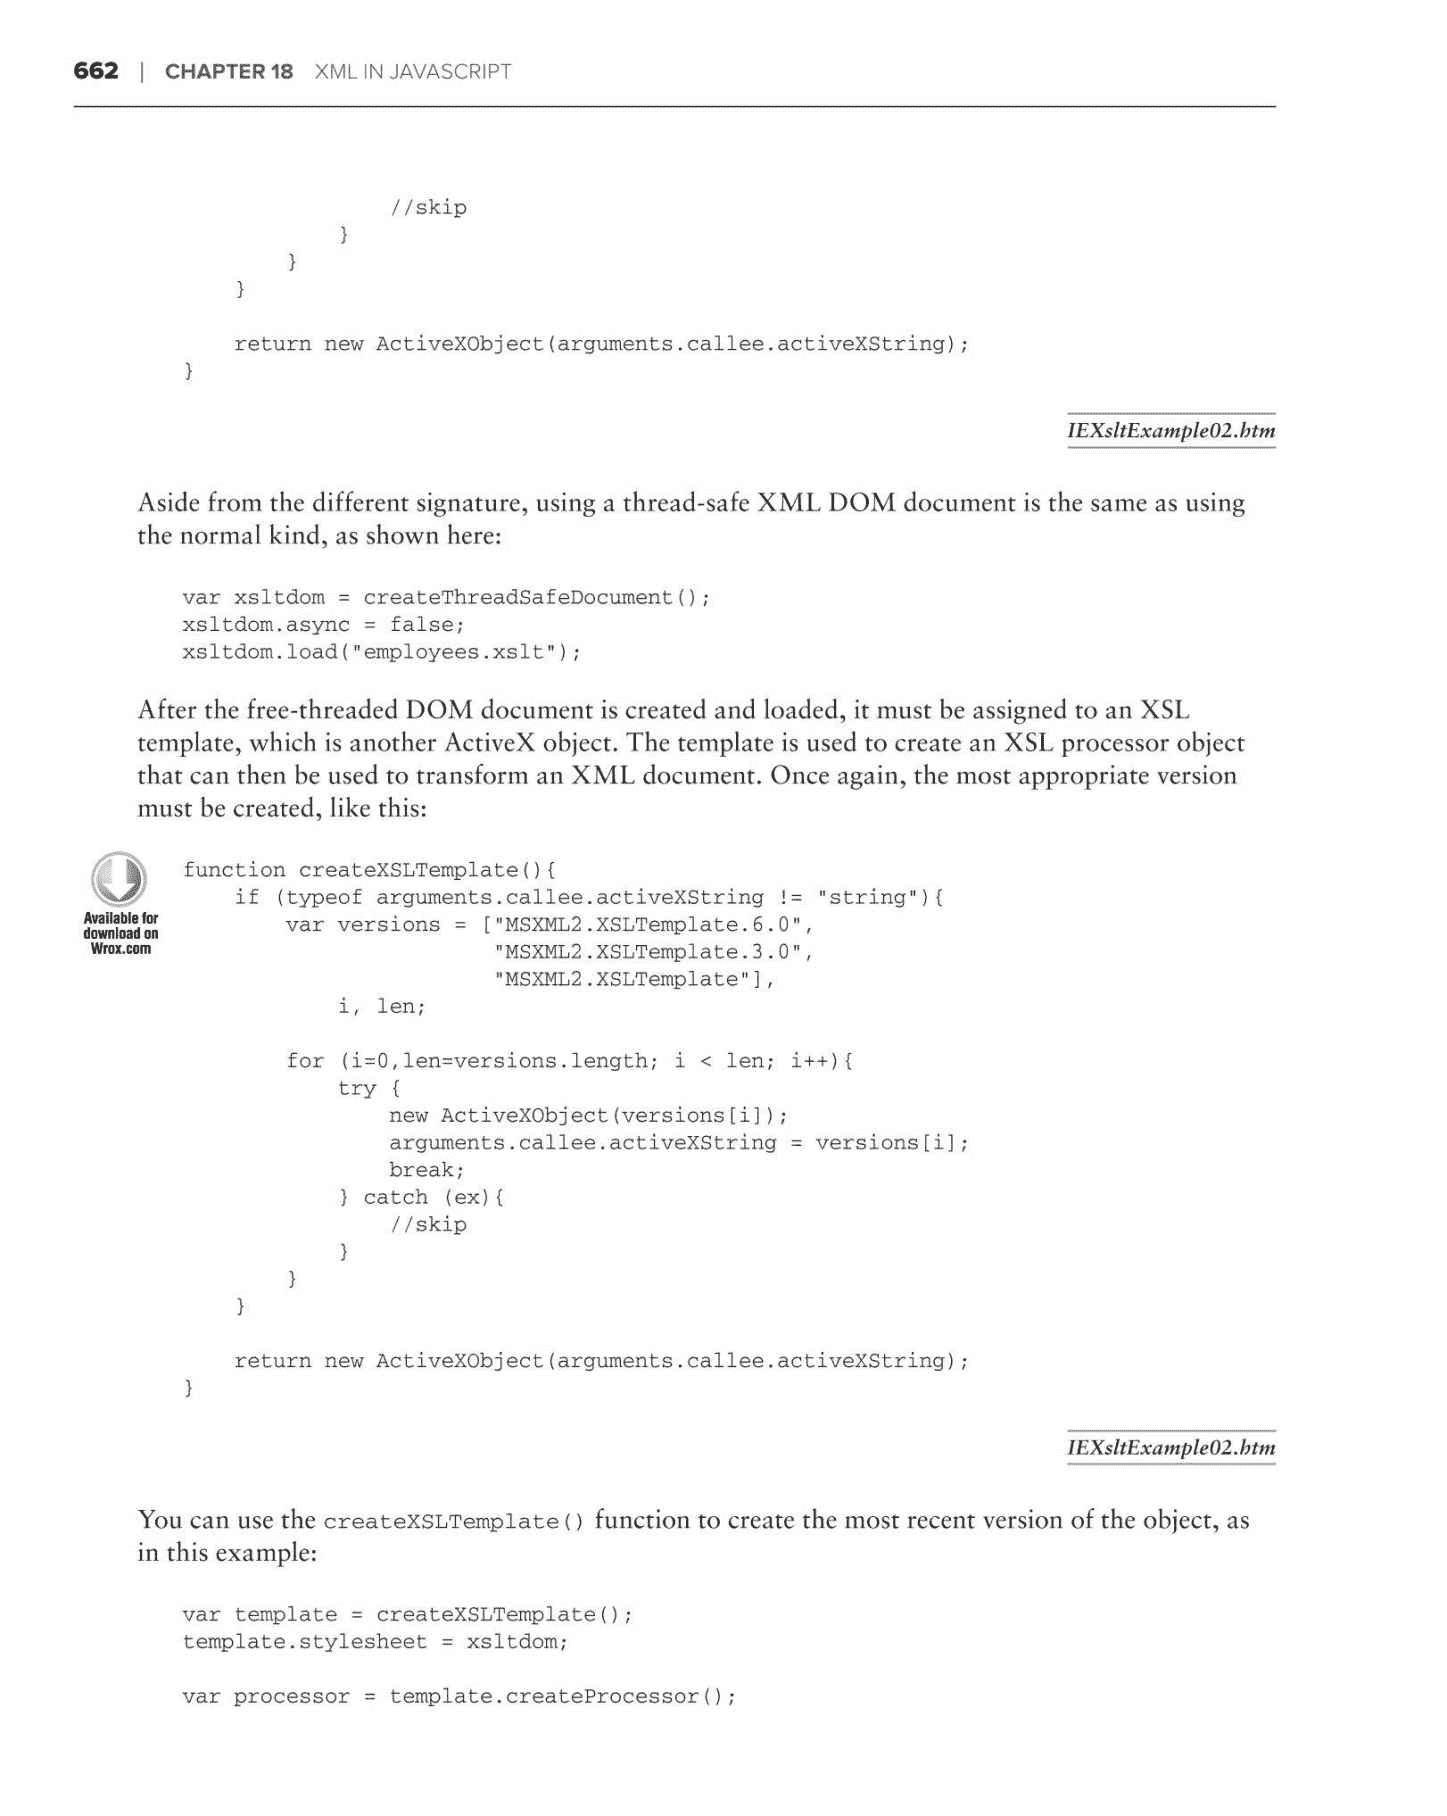 662 | CHAPTER 18 XML IN JAVASCRIPT
//skip
}
}
}
return new ActiveXObject(arguments.callee.activeXString);
}
IEXsltExample02.htm
Aside from the different signature, using a thread-safe XML DOM document is the same as using
the normal kind, as shown here:
var xsltdom = createThreadSafeDocument();
xsltdom.async = false;
xsltdom.load("employees.xslt");
After the free-threaded DOM document is created and loaded, it must be assigned to an XSL
template, which is another ActiveX object. The template is used to create an XSL processor object
that can then be used to transform an XML document. Once again, the most appropriate version
must be created, like this:
Available for
download on
Wrox.com
function createXSLTemplate(){
if (typeof arguments.callee.activeXString != "string"){
var versions = ["MSXML2.XSLTemplate.6.0",
"MSXML2.XSLTemplate.3.0",
"MSXML2.XSLTemplate"],
i, len;
for (i=0,len=versions.length; i < len; i++){
try {
new ActiveXObject(versions[i]);
arguments.callee.activeXString = versions[i];
break;
} catch (ex){
//skip
}
}
}
return new ActiveXObject(arguments.callee.activeXString);
}
IEXsltExample02.htm
You can use the createXSLTemplate() function to create the most recent version of the object, as
in this example:
var template = createXSLTemplate();
template.stylesheet = xsltdom;
var processor = template.createProcessor();